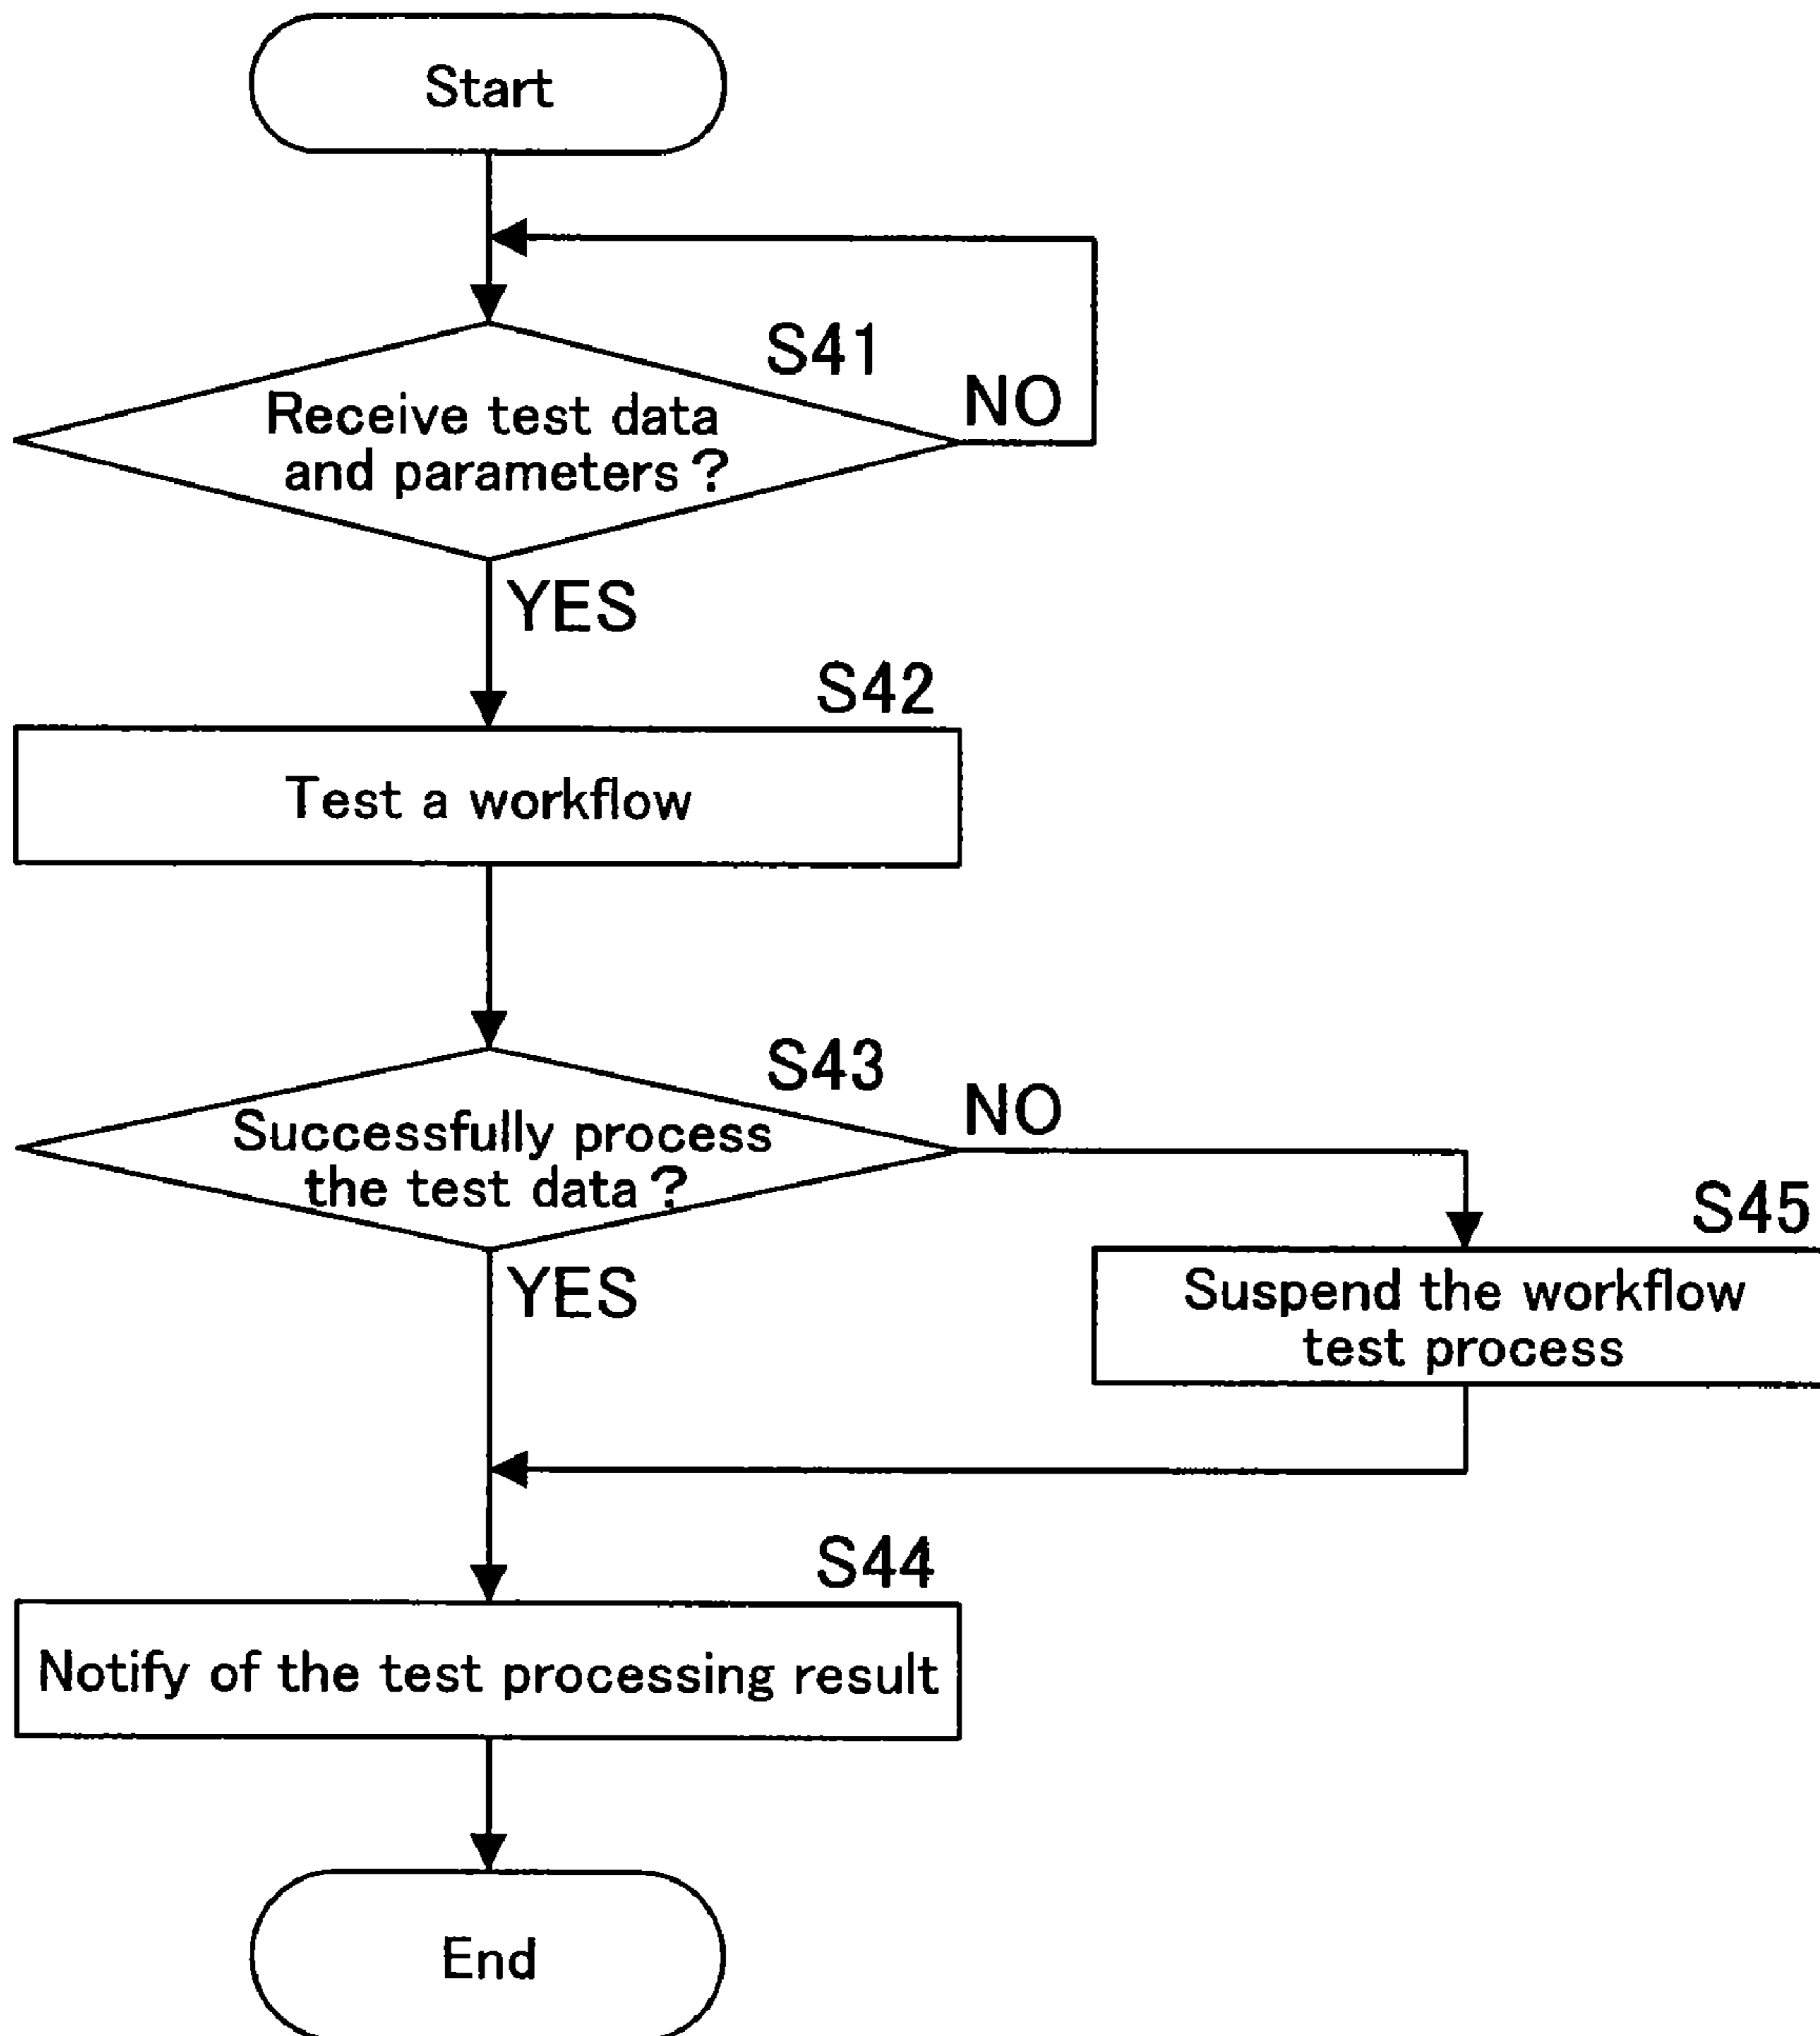 Start
S41
Receive test data
and parameters?
NO
YES
S42
Test a workflow
S43
Successfully process
the test data?
NO
YES
S45
Suspend the workflow
test process
S44
Notify of the test processing result
End